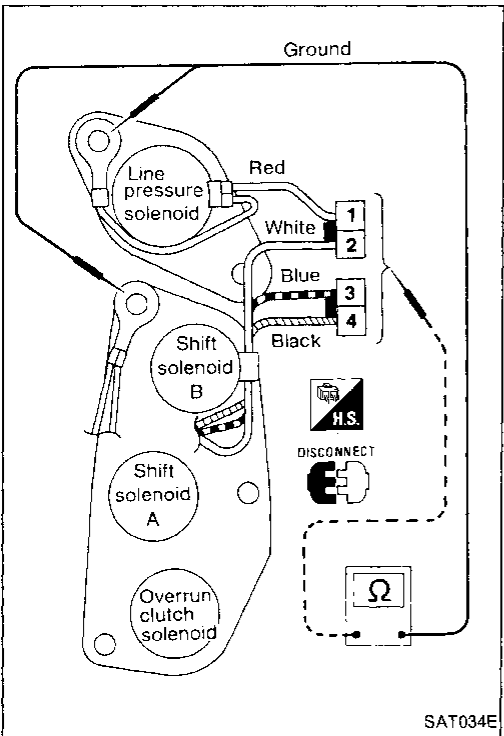 Ground
Line
pressure
solenoid
Red
White
1
2
Blue
3
4
Black
Shift
solenoid
B
H.S.
DISCONNECT
Shift
solenoid
A
Overrun
clutch
solenoid
Ω
SAT034E